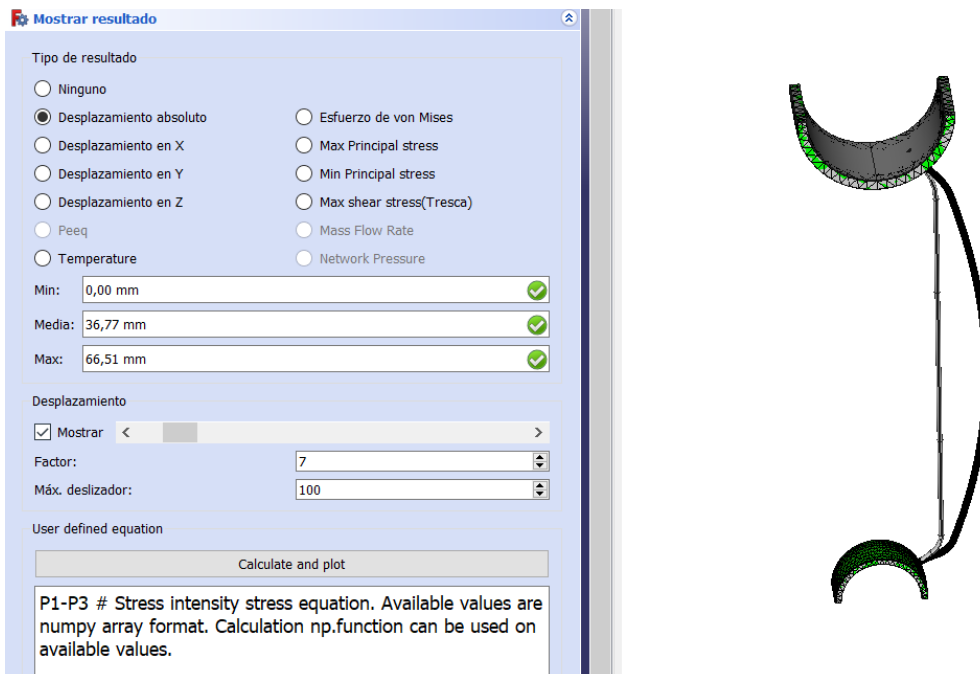 Mostrar resultado
Tipo de resultado
Ninguno
Desplazamiento absoluto
Esfuerzo de von Mises
Desplazamiento en X
Max Principal stress
Desplazamiento en Y
Min Principal stress
Desplazamiento en Z
Max shear stress(Tresca)
Peeq
Mass Flow Rate
Temperature
Network Pressure
Min: 0,00 mm
Media: 36,77 mm
Max: 66,51 mm
Desplazamiento
Mostrar
Factor: 7
Máx. deslizador: 100
User defined equation
Calculate and plot
P1-P3 # Stress intensity stress equation. Available values are
numpy array format. Calculation np.function can be used on
available values.